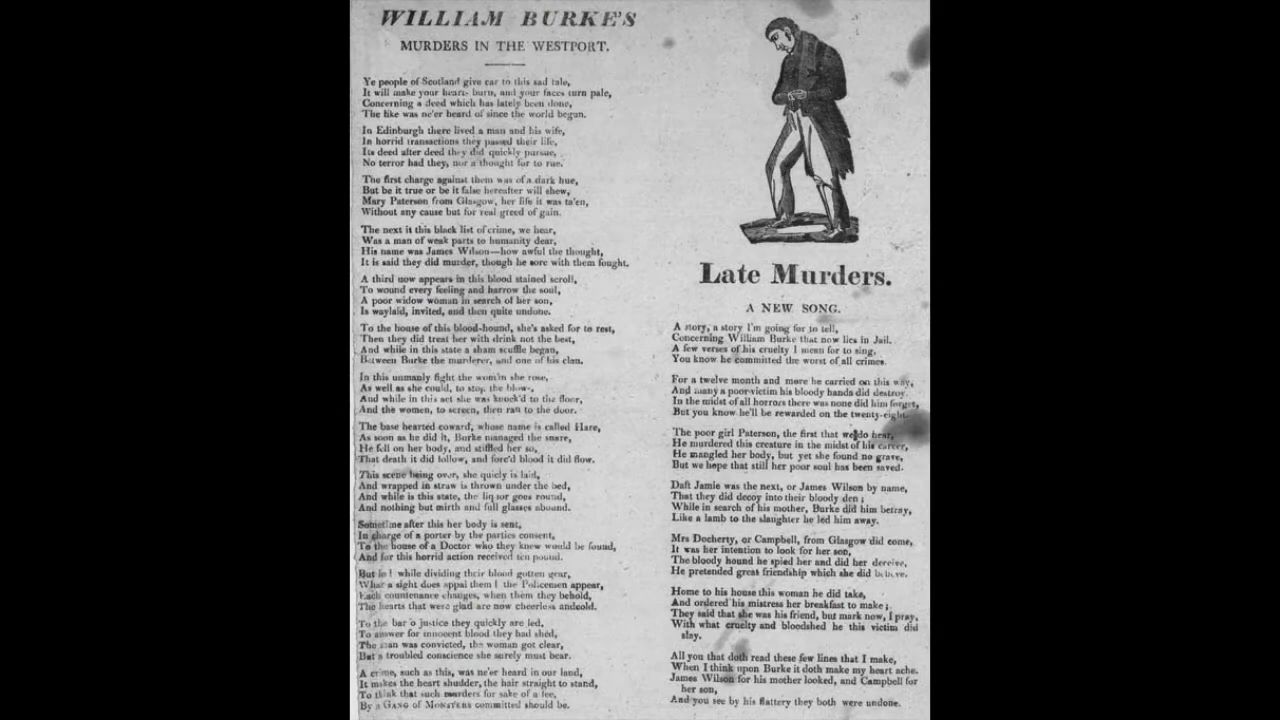 WILLIAM BURKE'S
MURDERS IN THE WESTPORT.
Ye people of Scotland give ear to this sad tale,
It will make your hearts burn, and your faces turn pale,
Concerning a deed which has lately been done,
The like was ne'er heard of since the world began.
In Edinburgh there lived a man and his wife,
In horrid transactions they passed their life,
Its deed after deed they did quickly pursue,
No terror had they, nor a thought for to rue.
The first charge against them was of a dark hue,
But be it true or be it false hereafter will shew,
Mary Paterson from Glasgow, her life it was ta'en,
Without any cause but for real greed of gain.
The next it this black list of crime, we hear,
Was a man of weak parts to humanity dear,
His name was James Wilson—how awful the thought,
It is said they did murder, though he sore with them fought.
A third now appears in this blood stained scroll,
To wound every feeling and harrow the soul,
A poor widow woman in search of her son,
Is waylaid, invited, and then quite undone.
To the house of this blood-hound, she's asked for to rest,
Then they did treat her with drink not the best,
And while in this state a sham scuffle began,
Between Burke the murderer, and one of his clan.
In this unmanly fight the woman she rose,
As well as she could, to stop the blows,
And while in this act she was knock'd to the floor,
And the women, to screen, then ran to the door.
The base hearted coward, whose name is called Hare,
As soon as he did it, Burke managed the snare,
He fell on her body, and stiffled her so,
That death it did follow, and forc'd blood it did flow.
This scene being over, she quicly is laid,
And wrapped in straw is thrown under the bed,
And while is this state, the liquor goes round,
And nothing but mirth and full glasses abound.
Sometime after this her body is sent,
In charge of a porter by the parties consent,
To the house of a Doctor who they knew would be found,
And for this horrid action received ten pound.
But lo! while dividing their blood gotten gear,
What a sight does appal them! the Policemen appear,
Each countenance changes, when them they behold,
The hearts that were glad are now cheerless andcold.
To the bar o justice they quickly are led,
To answer for innocent blood they had shed,
The man was convicted, the woman got clear,
But a troubled conscience she surely must bear.
A crime, such as this, was ne'er heard in our land,
It makes the heart shudder, the hair straight to stand,
To think that such murders for sake of a fee,
By a GANG of MONSTERS committed should be.
Late Murders.
A NEW SONG.
A story, a story I'm going for to tell,
Concerning William Burke that now lies in Jail.
A few verses of his cruelty I mean for to sing,
You know he committed the worst of all crimes.
For a twelve month and more he carried on this way,
And many a poor victim his bloody hands did destroy.
In the midst of all horrors there was none did him forget,
But you know he'll be rewarded on the twenty-eight.
The poor girl Paterson, the first that we do hear,
He murdered this creature in the midst of his career,
He mangled her body, but yet she found no grave,
But we hope that still her poor soul has been saved.
Daft Jamie was the next, or James Wilson by name,
That they did decoy into their bloody den;
While in search of his mother, Burke did him betray,
Like a lamb to the slaughter he led him away.
Mrs Docherty, or Campbell, from Glasgow did come,
It was her intention to look for her son,
The bloody hound he spied her and did her deceive,
He pretended great friendship which she did believe.
Home to his house this woman he did take,
And ordered his mistress her breakfast to make;
They said that she was his friend, but mark now, I pray,
With what cruelty and bloodshed he this victim did
slay.
All you that doth read these few lines that I make,
When I think upon Burke it doth make my heart ache.
James Wilson for his mother looked, and Campbell for
her son,
And you see by his flattery they both were undone.